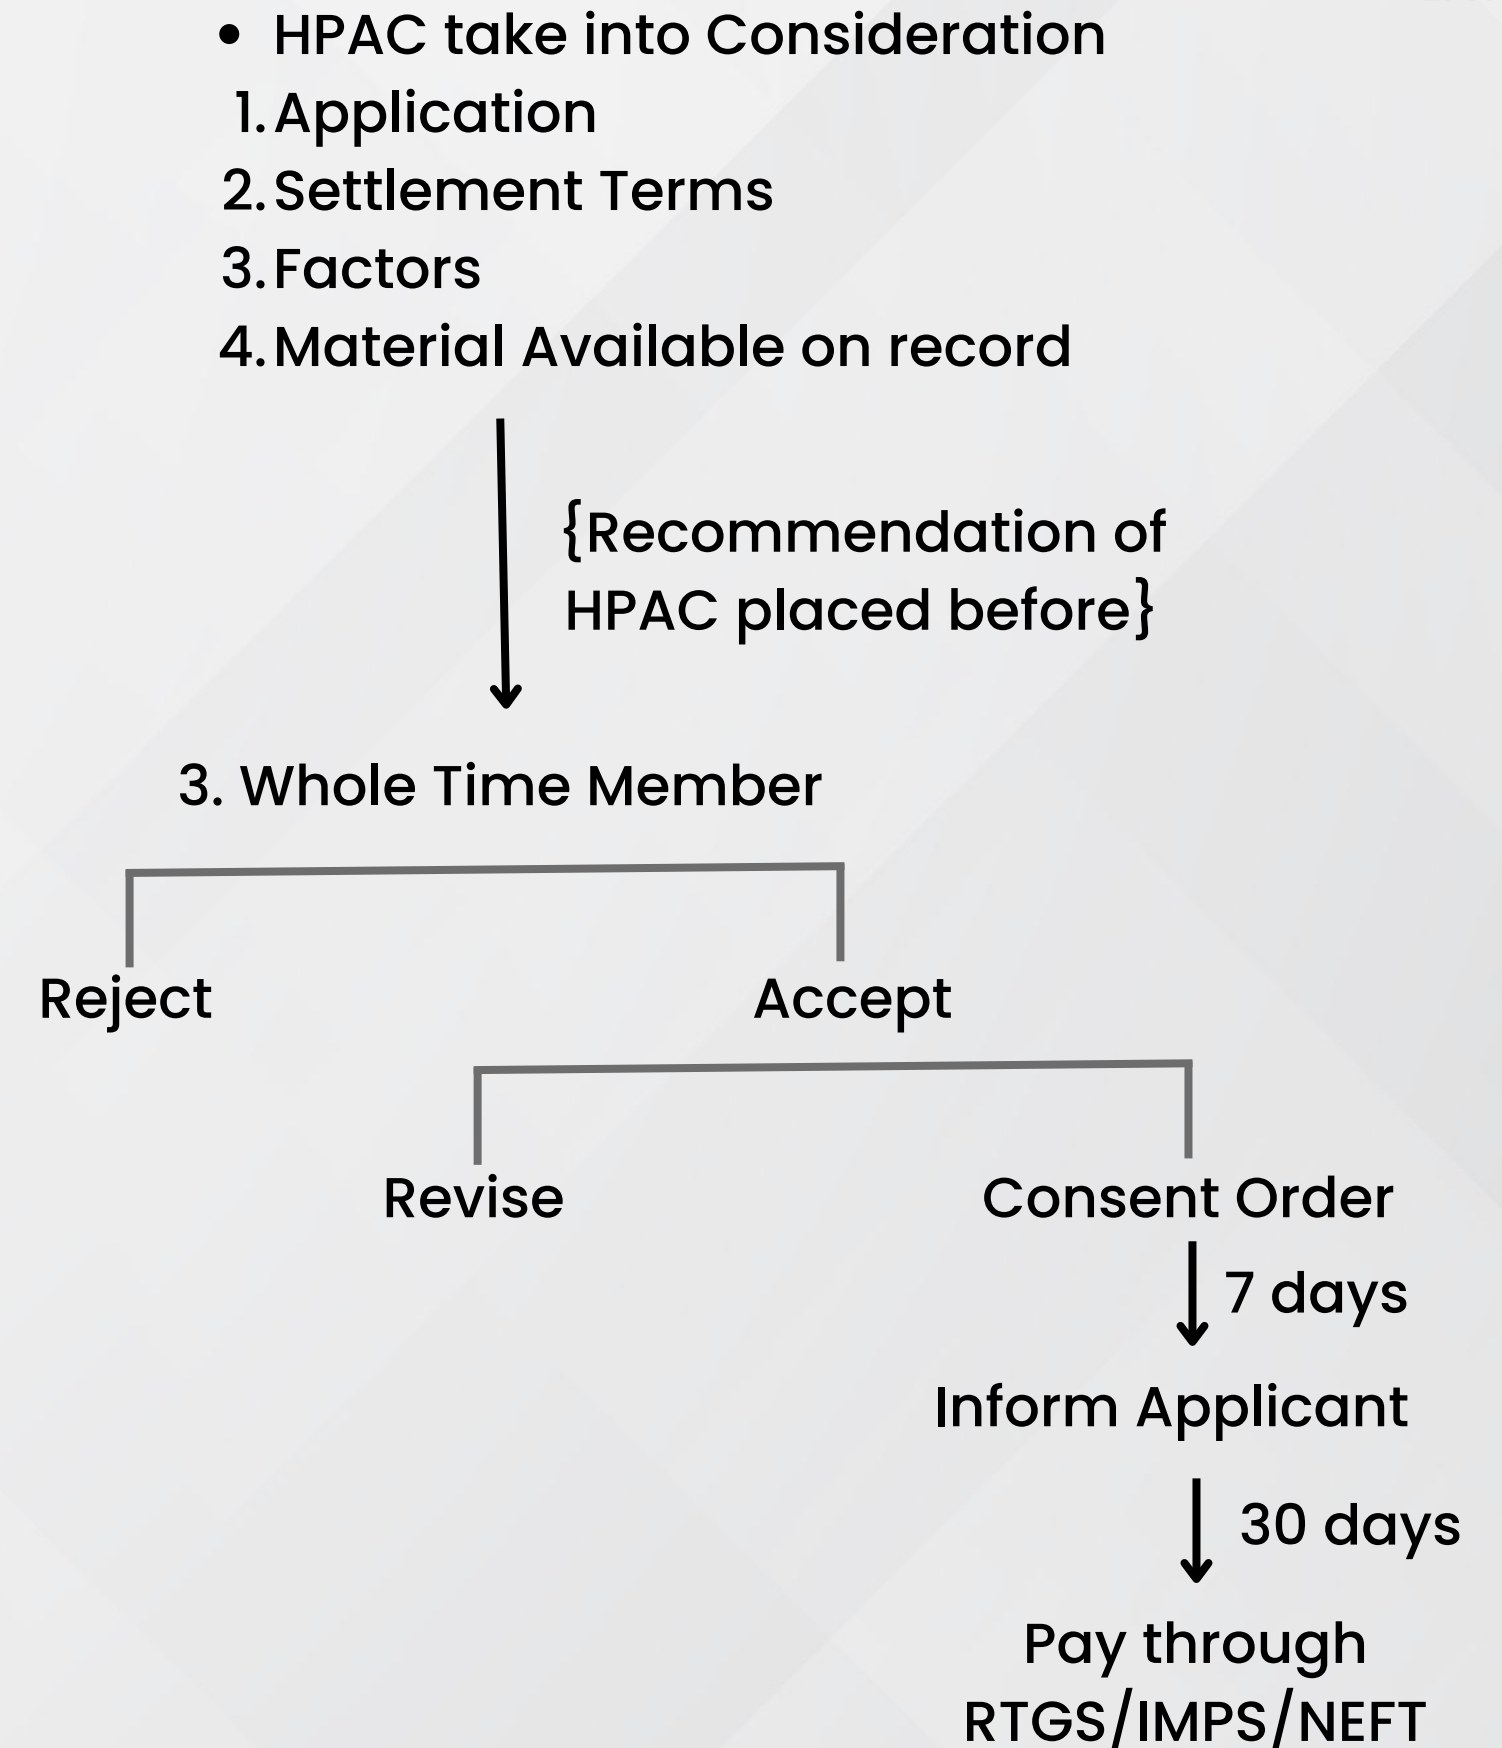 • HPAC take into Consideration
1. Application
2. Settlement Terms
3. Factors
4. Material Available on record
{Recommendation of
HPAC placed before}
3. Whole Time Member
Reject
Accept
Revise
Consent Order
7 days
Inform Applicant
30 days
Pay through
RTGS/IMPS/NEFT